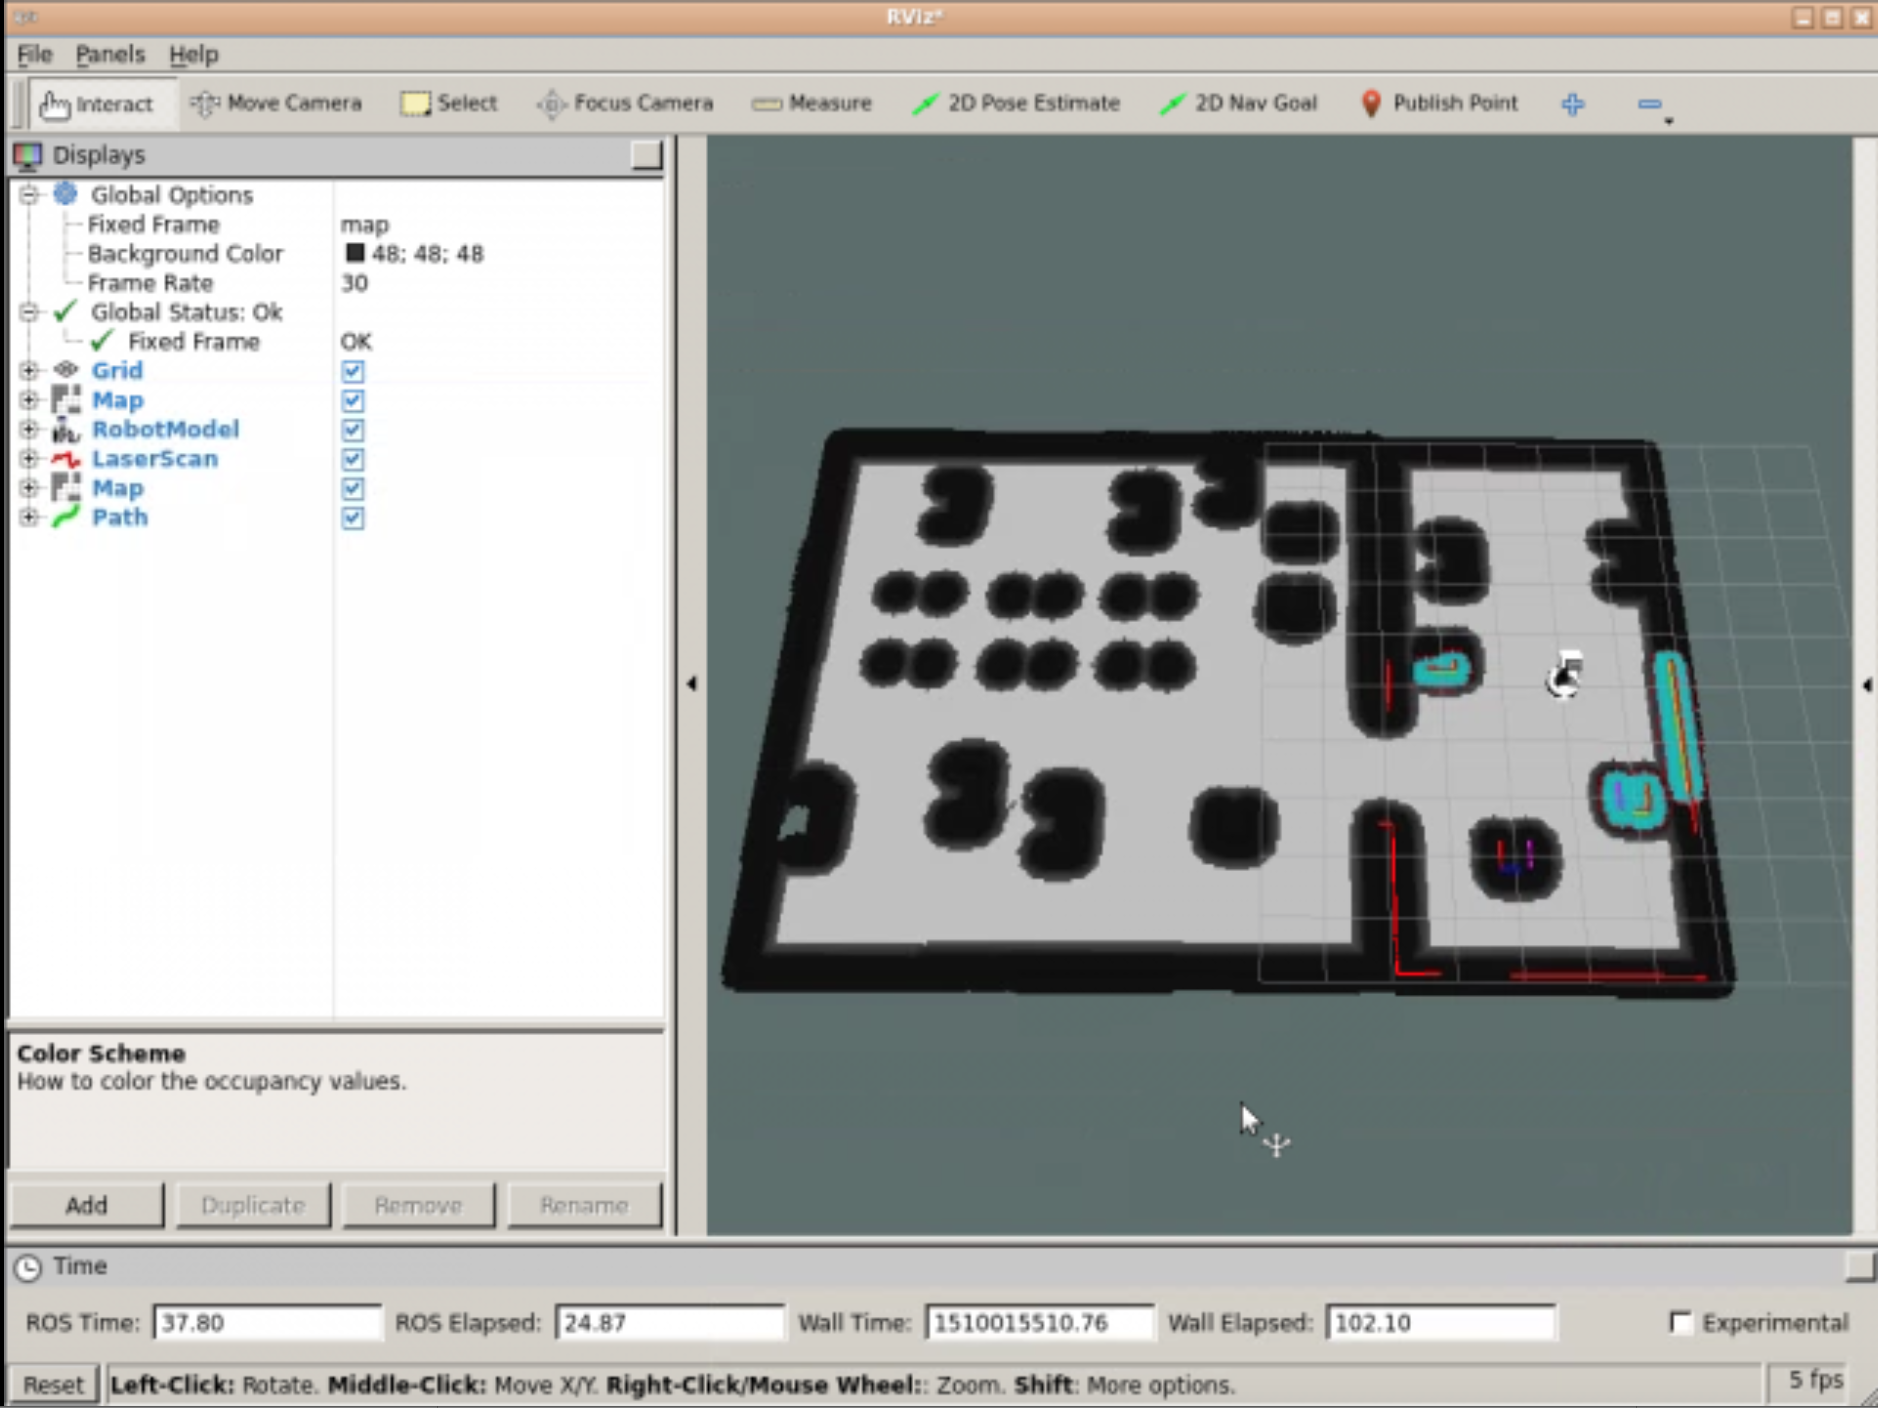 RViz*
File Panels Help
Interact Move Camera Select Focus Camera Measure 2D Pose Estimate 2D Nav Goal Publish Point
Displays
Global Options
Fixed Frame map
Background Color 48; 48; 48
Frame Rate 30
Global Status: Ok
Fixed Frame OK
Grid
Map
RobotModel
LaserScan
Map
Path
Color Scheme
How to color the occupancy values.
Add Duplicate Remove Rename
Time
ROS Time: 37.80 ROS Elapsed: 24.87 Wall Time: 1510015510.76 Wall Elapsed: 102.10 Experimental
Reset Left-Click: Rotate. Middle-Click: Move X/Y. Right-Click/Mouse Wheel:: Zoom. Shift: More options. 5 fps